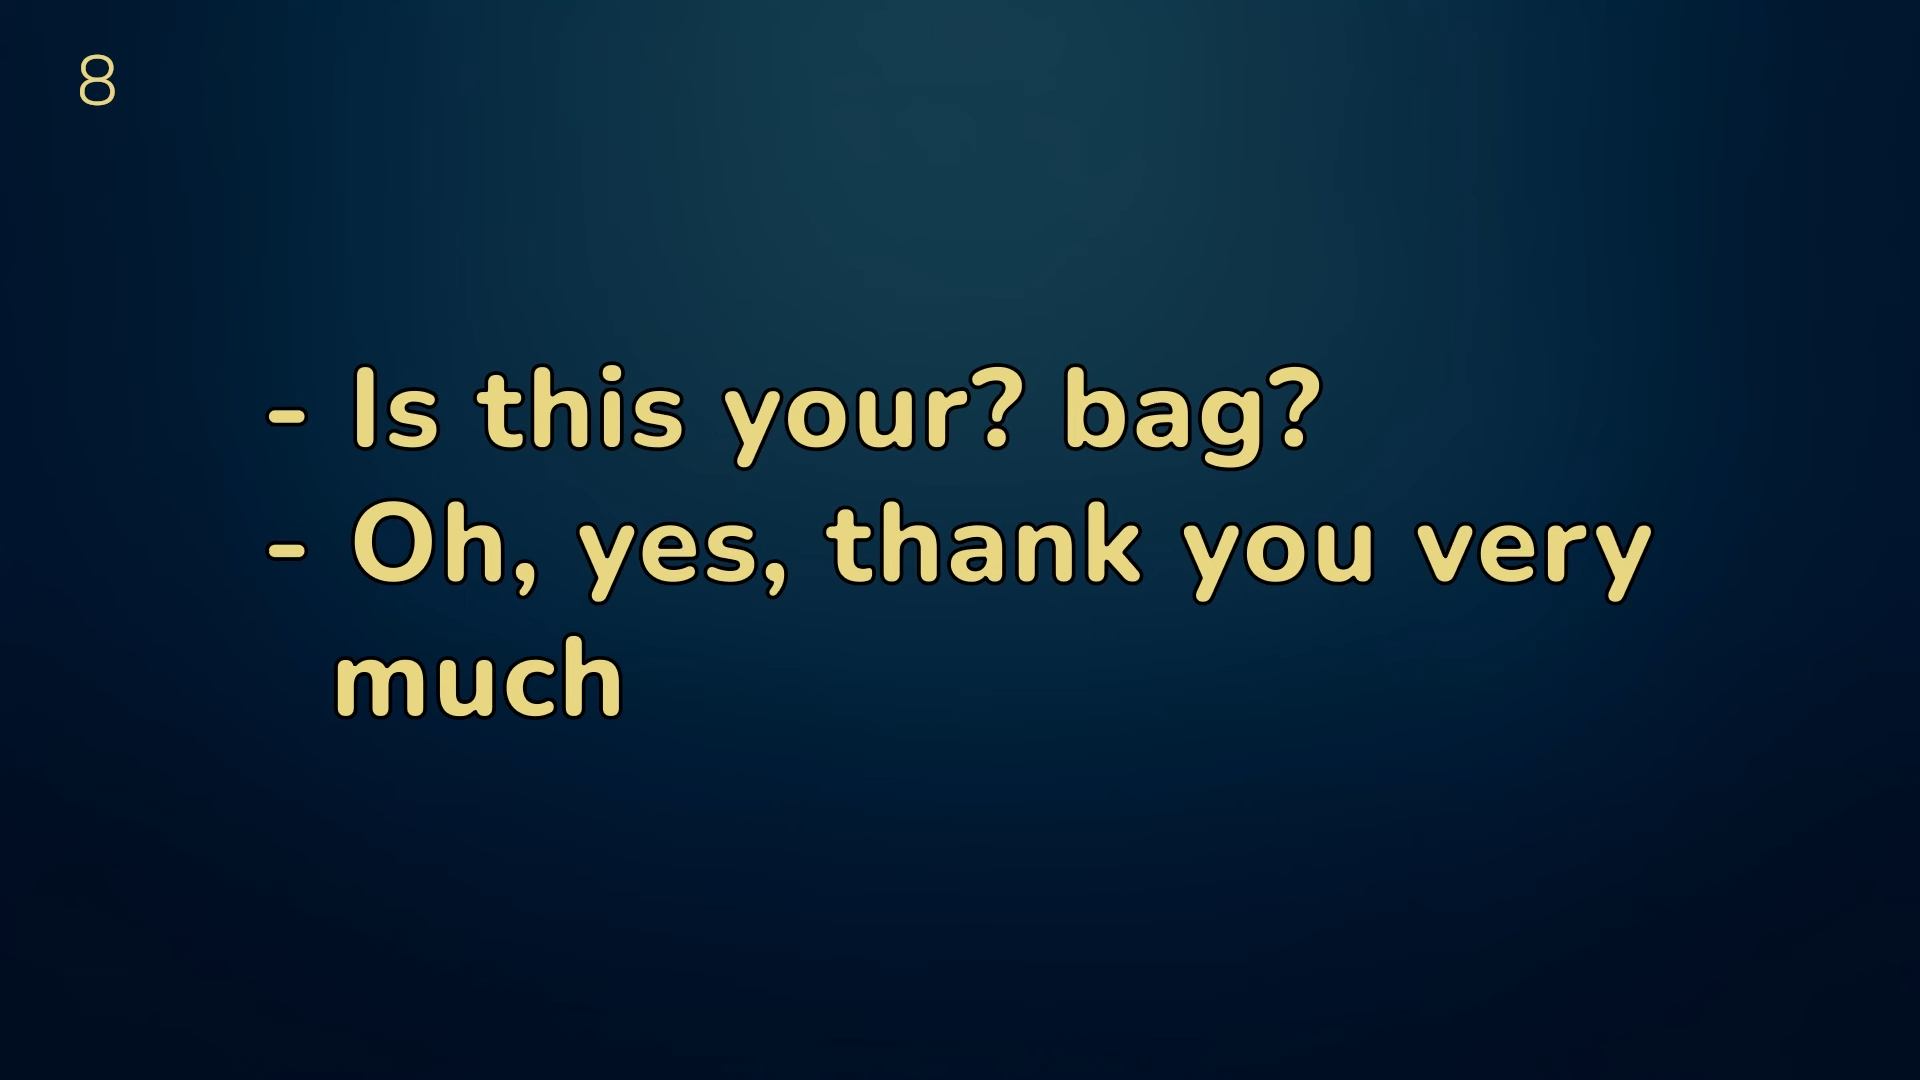 8
- Is this your? bag?
- Oh, yes, thank you very
much